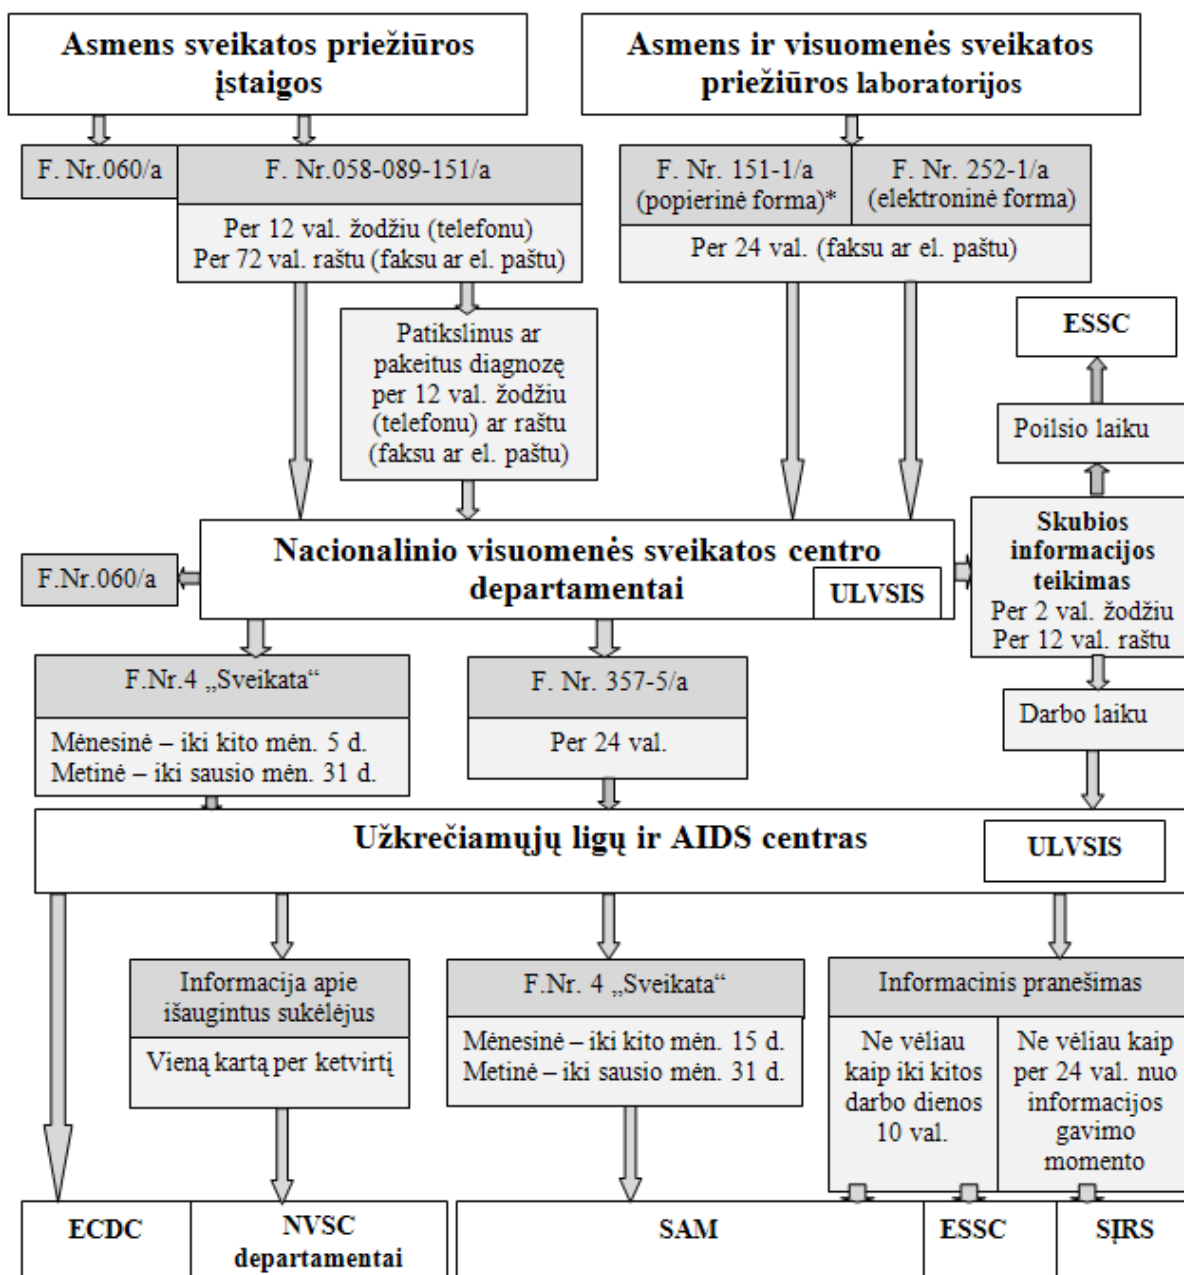 Asmens sveikatos priežiūros
įstaigos
Asmens ir visuomenės sveikatos
priežiūros laboratorijos
F. Nr.060/a
F. Nr.058-089-151/a
Per 12 val. žodžiu (telefonu)
Per 72 val. raštu (faksu ar el. paštu)
F. Nr. 151-1/a
(popierinė forma)*
F. Nr. 252-1/a
(elektroninė forma)
Per 24 val. (faksu ar el. paštu)
Patikslinus ar
pakeitus diagnozę
per 12 val. žodžiu
(telefonu) ar raštu
(faksu ar el. paštu)
ESSC
Poilsio laiku
Skubios
informacijos
teikimas
Per 2 val. žodžiu
Per 12 val. raštu
Darbo laiku
Nacionalinio visuomenės sveikatos centro
departamentai
ULVSIS
F.Nr.060/a
F.Nr.4 „Sveikata“
Mėnesinė – iki kito mėn. 5 d.
Metinė – iki sausio mėn. 31 d.
F. Nr. 357-5/a
Per 24 val.
Užkrečiamųjų ligų ir AIDS centras
ULVSIS
Informacija apie
išaugintus sukėlėjus
Vieną kartą per ketvirtį
F.Nr. 4 „Sveikata“
Mėnesinė – iki kito mėn. 15 d.
Metinė – iki sausio mėn. 31 d.
Informacinis pranešimas
Ne vėliau
kaip iki kitos
darbo dienos
10 val.
Ne vėliau kaip
per 24 val. nuo
informacijos
gavimo
momento
ECDC
NVSC
departamentai
SAM
ESSC
SĮRS